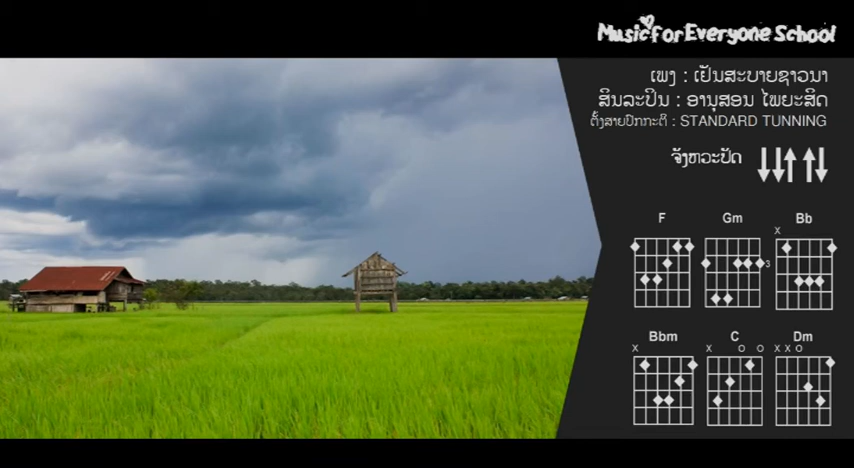 Music for Everyone School
ເພງ : ເຢັນສະບາຍຊາວນາ
ສິນລະປິນ : ອານຸສອນ ໄພຍະສິດ
ຕັ້ງສາຍປົກກະຕິ : STANDARD TUNNING
ຈັງຫວະປັດ
F Gm Bb
x
3
Bbm C Dm
x x o o x x o